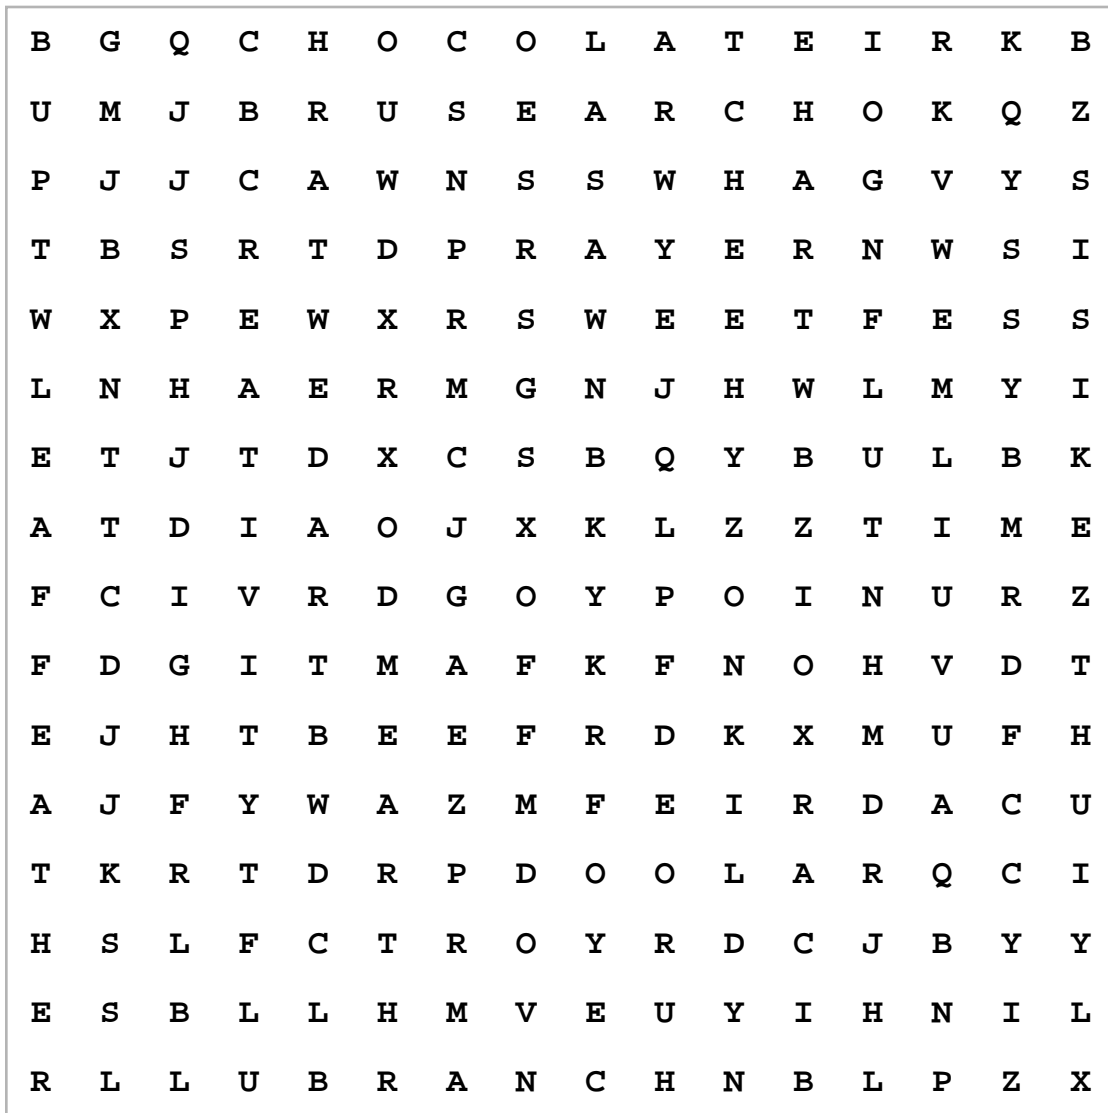 B G Q C H O C O L A T E I R K B
U M J B R U S E A R C H O K Q Z
P J J C A W N S S W H A G V Y S
T B S R T D P R A Y E R N W S I
W X P E W X R S W E E T F E S S
L N H A E R M G N J H W L M Y I
E T J T D X C S B Q Y B U L B K
A T D I A O J X K L Z Z T I M E
F C I V R D G O Y P O I N U R Z
F D G I T M A F K F N O H V D T
E J H T B E E F R D K X M U F H
A J F Y W A Z M F E I R D A C U
T K R T D R P D O O L A R Q C I
H S L F C T R O Y R D C J B Y Y
E S B L L H M V E U Y I H N I L
R L L U B R A N C H N B L P Z X